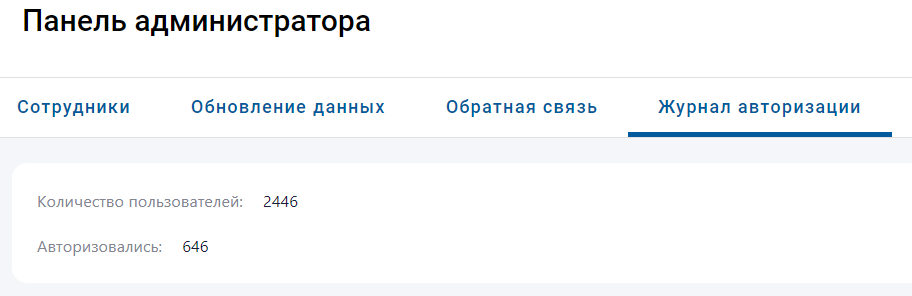 Панель администратора
Сотрудники Обновление данных Обратная связь Журнал авторизации
Количество пользователей: 2446
Авторизовались: 646